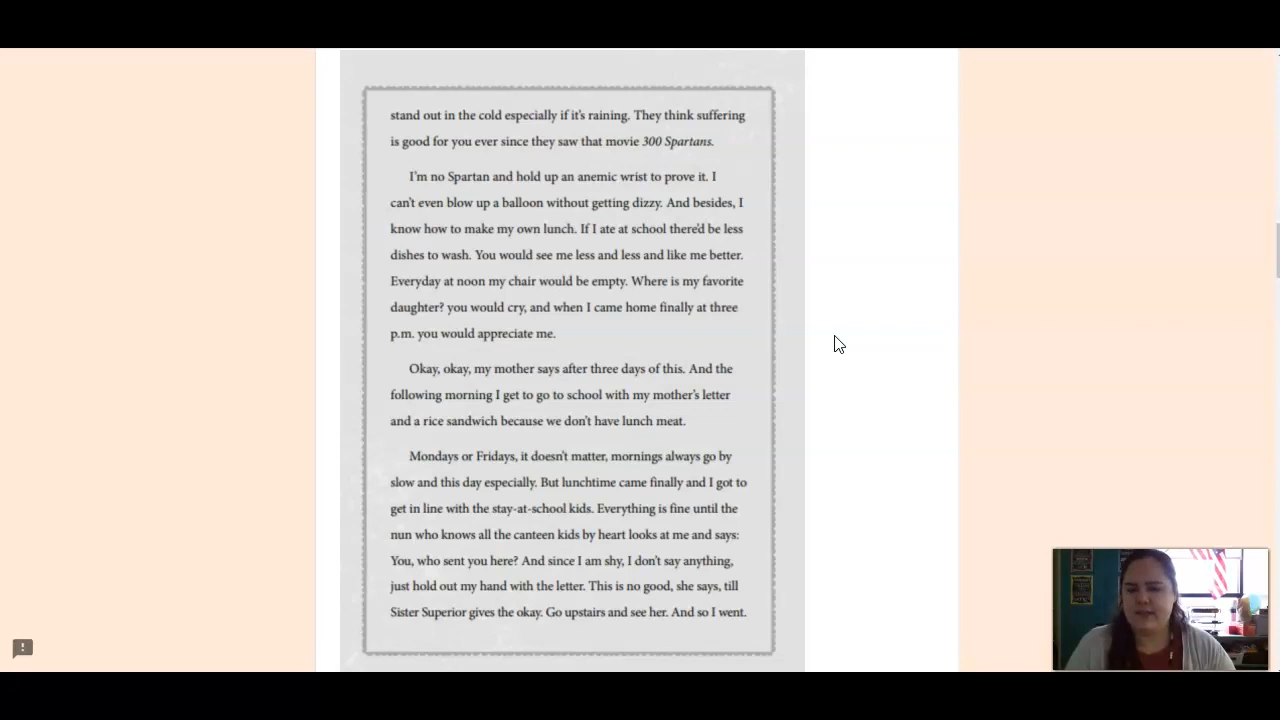 stand out in the cold especially if it's raining. They think suffering
is good for you ever since they saw that movie 300 Spartans.
I'm no Spartan and hold up an anemic wrist to prove it. I
can't even blow up a balloon without getting dizzy. And besides, I
know how to make my own lunch. If I ate at school there'd be less
dishes to wash. You would see me less and less and like me better.
Everyday at noon my chair would be empty. Where is my favorite
daughter? you would cry, and when I came home finally at three
p.m. you would appreciate me.
Okay, okay, my mother says after three days of this. And the
following morning I get to go to school with my mother's letter
and a rice sandwich because we don't have lunch meat.
Mondays or Fridays, it doesn't matter, mornings always go by
slow and this day especially. But lunchtime came finally and I got to
get in line with the stay-at-school kids. Everything is fine until the
nun who knows all the canteen kids by heart looks at me and says:
You, who sent you here? And since I am shy, I don't say anything,
just hold out my hand with the letter. This is no good, she says, till
Sister Superior gives the okay. Go upstairs and see her. And so I went.